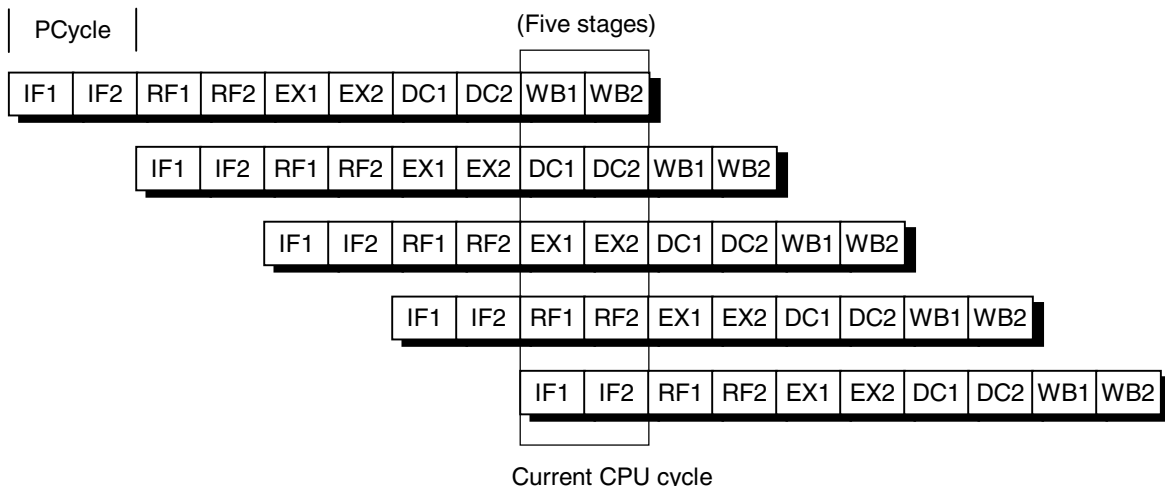 PCycle
(Five stages)
IF1 IF2 RF1 RF2 EX1 EX2 DC1 DC2 WB1 WB2
IF1 IF2 RF1 RF2 EX1 EX2 DC1 DC2 WB1 WB2
IF1 IF2 RF1 RF2 EX1 EX2 DC1 DC2 WB1 WB2
IF1 IF2 RF1 RF2 EX1 EX2 DC1 DC2 WB1 WB2
IF1 IF2 RF1 RF2 EX1 EX2 DC1 DC2 WB1 WB2
Current CPU cycle